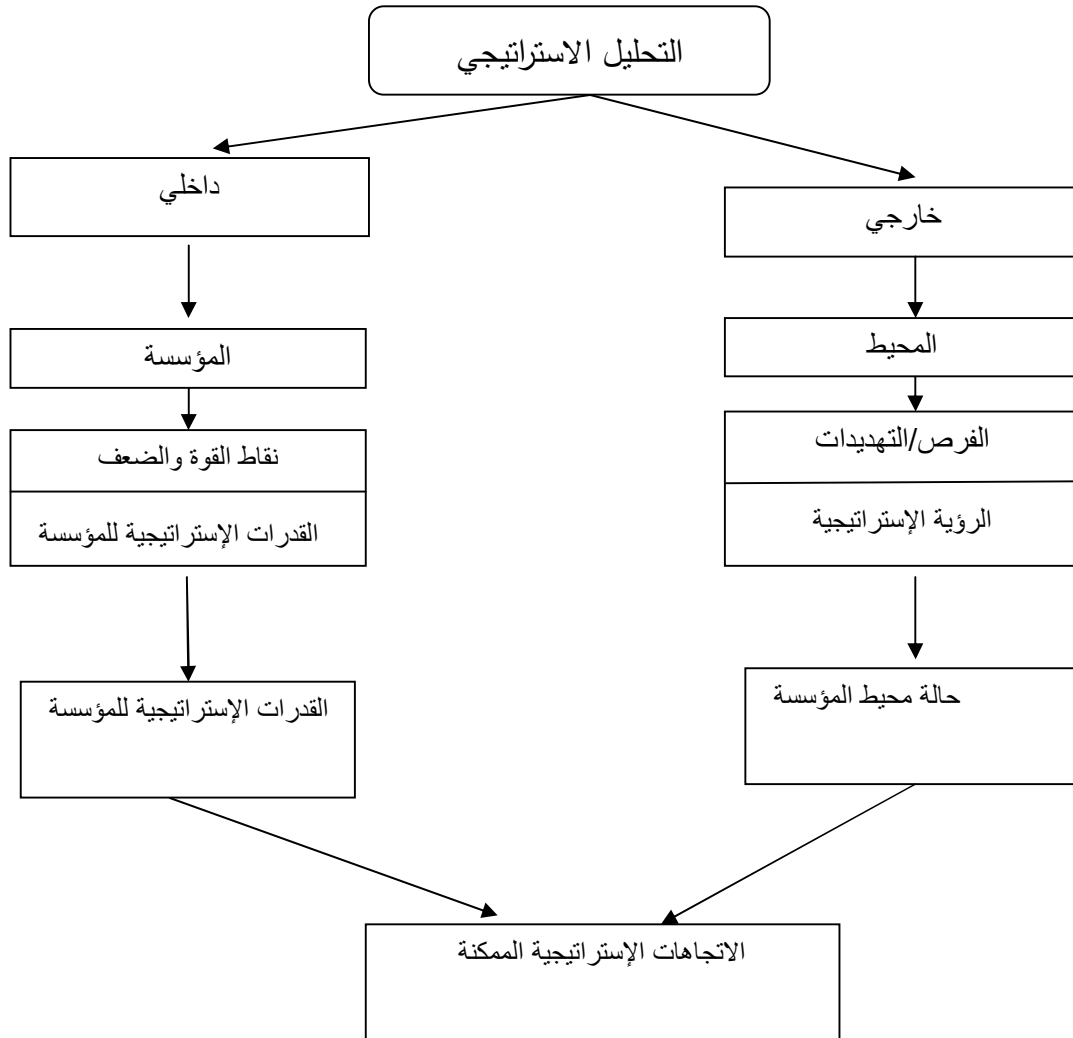 التحليل الاستراتيجي
خارجي
داخلي
المحيط
المؤسسة
الفرص/التهديدات
نقاط القوة والضعف
الرؤية الإستراتيجية
القدرات الإستراتيجية للمؤسسة
حالة محيط المؤسسة
القدرات الإستراتيجية للمؤسسة
الاتجاهات الإستراتيجية الممكنة